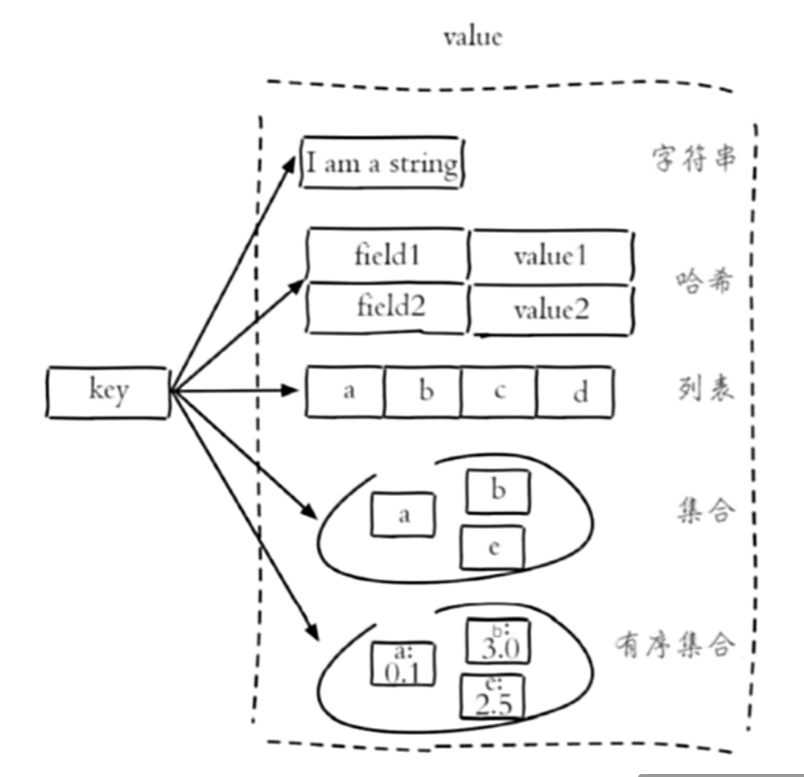 value
I am a string
字符串
field1 value1
哈希
field2 value2
key
a b c d
列表
a
b
e
集合
a:
0.1
b:
3.0
e:
2.5
有序集合